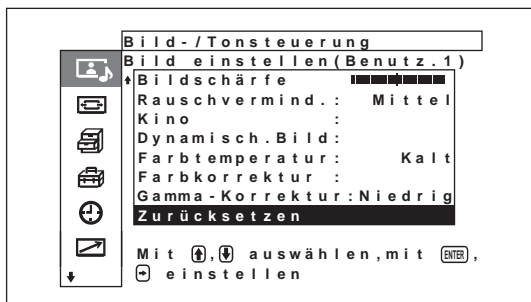 Bild-/Tonsteuerung
Bild einstellen(Benutz.1)
Bildschärfe
Rauschvermind.: Mittel
Kino :
Dynamisch.Bild:
Farbtemperatur: Kalt
Farbkorrektur :
Gamma-Korrektur:Niedrig
Zurücksetzen
Mit ↑,↓ auswählen,mit ENTER,
→ einstellen